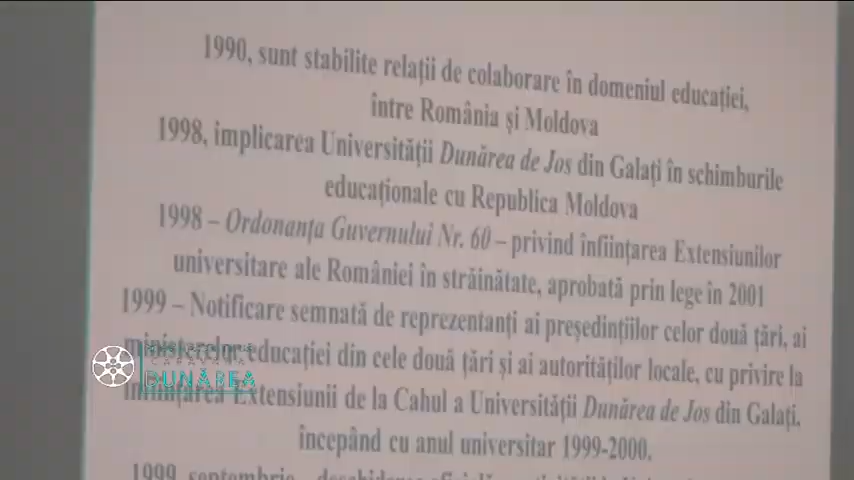 1990, sunt stabilite relații de colaborare în domeniul educației,
între România și Moldova
1998, implicarea Universității Dunărea de Jos din Galați în schimburile
educaționale cu Republica Moldova
1998 – Ordonanța Guvernului Nr. 60 – privind înființarea Extensiunilor
universitare ale României în străinătate, aprobată prin lege în 2001
1999 – Notificare semnată de reprezentanți ai președinților celor două țări, ai
ministerelor educației din cele două țări și ai autorităților locale, cu privire la
înființarea Extensiunii de la Cahul a Universității Dunărea de Jos din Galați,
începând cu anul universitar 1999-2000.
1999, septembrie
DUNĂREA